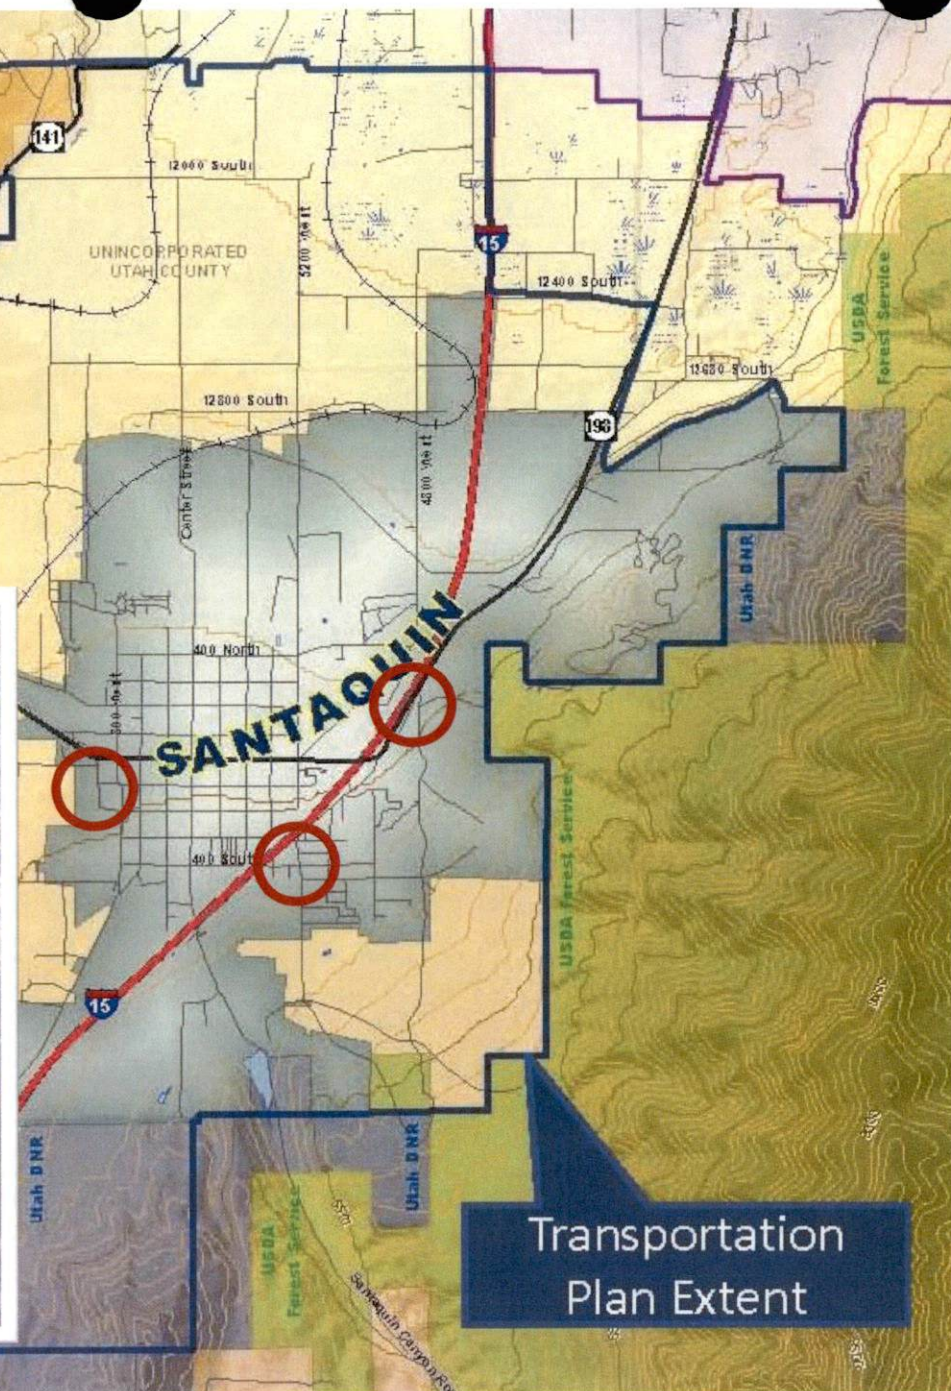 141
12000 South
5200 West
UNINCORPORATED
UTAH COUNTY
15
12400 South
USDA
Forest Service
12800 South
198
Center Street
4800 West
Utah DNR
400 North
SANTAQUIN
400 South
USDA Forest Service
15
Utah DNR
Utah DNR
USDA
Forest Service
Transportation
Plan Extent